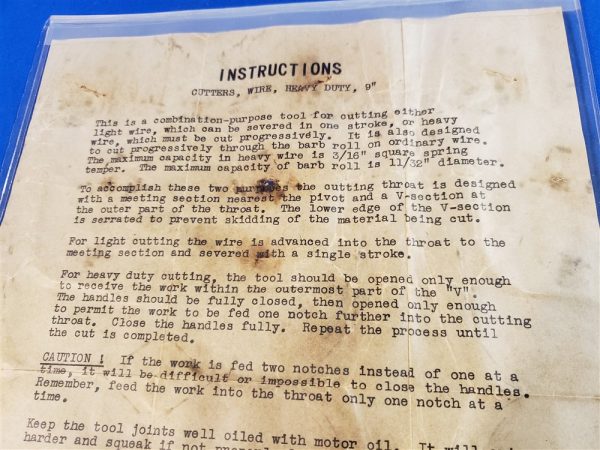 INSTRUCTIONS
CUTTERS, WIRE, HEAVY DUTY, 9"
This is a combination-purpose tool for cutting either
light wire, which can be severed in one stroke, or heavy
wire, which must be cut progressively. It is also designed
to cut progressively through the barb roll on ordinary wire.
The maximum capacity in heavy wire is 3/16" square spring
temper. The maximum capacity of barb roll is 11/32" diameter.
To accomplish these two purposes the cutting throat is designed
with a meeting section nearest the pivot and a V-section at
the outer part of the throat. The lower edge of the V-section
is serrated to prevent skidding of the material being cut.
For light cutting the wire is advanced into the throat to the
meeting section and severed with a single stroke.
For heavy duty cutting, the tool should be opened only enough
to receive the work within the outermost part of the "V".
The handles should be fully closed, then opened only enough
to permit the work to be fed one notch further into the cutting
throat. Close the handles fully. Repeat the process until
the cut is completed.
CAUTION! If the work is fed two notches instead of one at a
time, it will be difficult or impossible to close the handles.
Remember, feed the work into the throat only one notch at a
time.
Keep the tool joints well oiled with motor oil. It will
harder and squeak if not